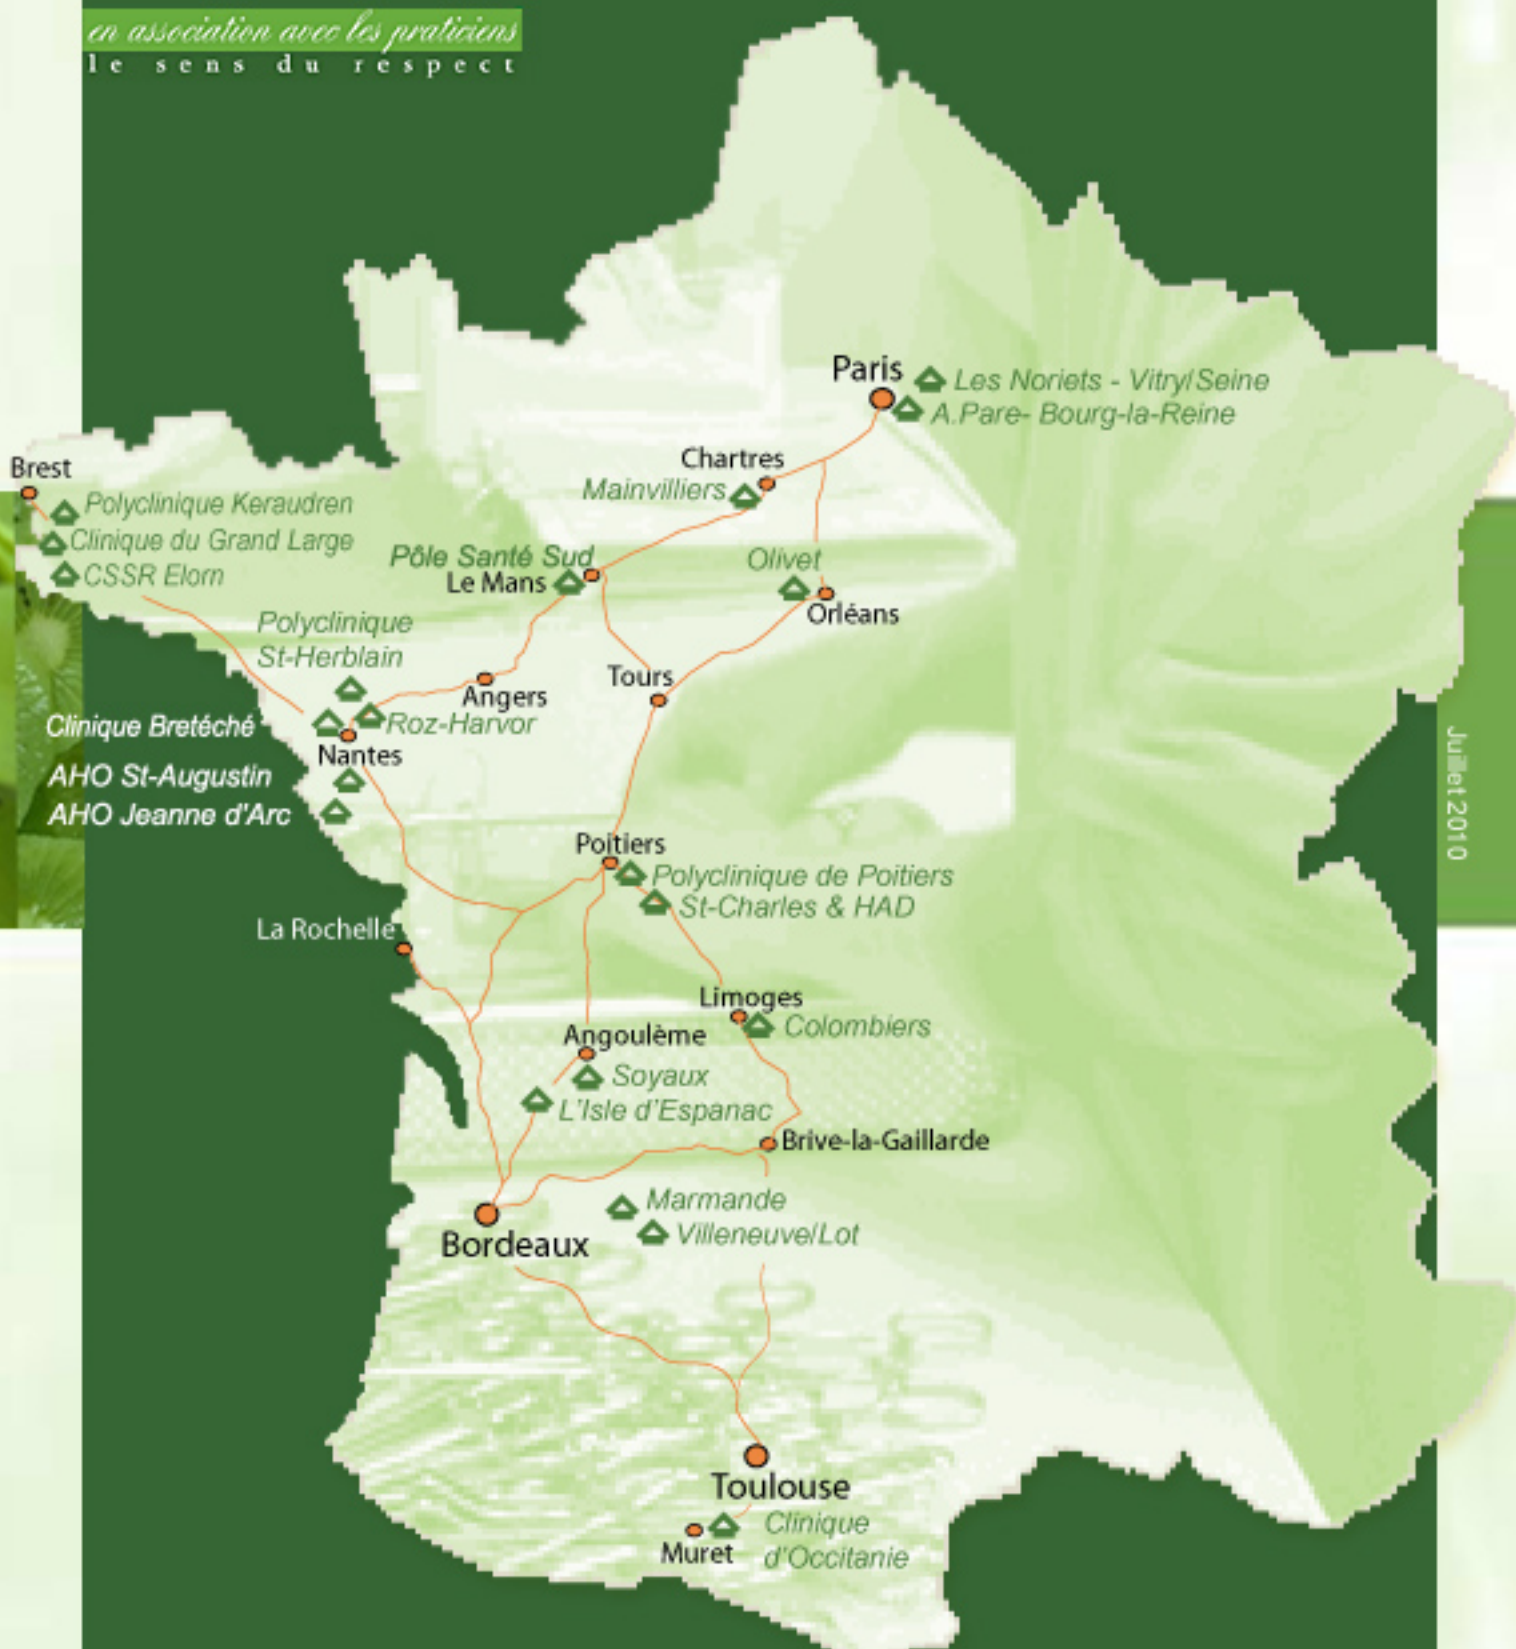 en association avec les praticiens
le sens du respect
Paris
Les Noriets - Vitry/Seine
A.Pare- Bourg-la-Reine
Chartres
Mainvilliers
Brest
Polyclinique Keraudren
Clinique du Grand Large
CSSR Elorn
Pôle Santé Sud
Le Mans
Olivet
Orléans
Polyclinique
St-Herblain
Angers
Tours
Clinique Bretéché
Roz-Harvor
Nantes
AHO St-Augustin
AHO Jeanne d'Arc
Juillet 2010
Poitiers
Polyclinique de Poitiers
St-Charles & HAD
La Rochelle
Limoges
Colombiers
Angoulème
Soyaux
L'Isle d'Espanac
Brive-la-Gaillarde
Marmande
Villeneuve/Lot
Bordeaux
Toulouse
Muret
Clinique
d'Occitanie